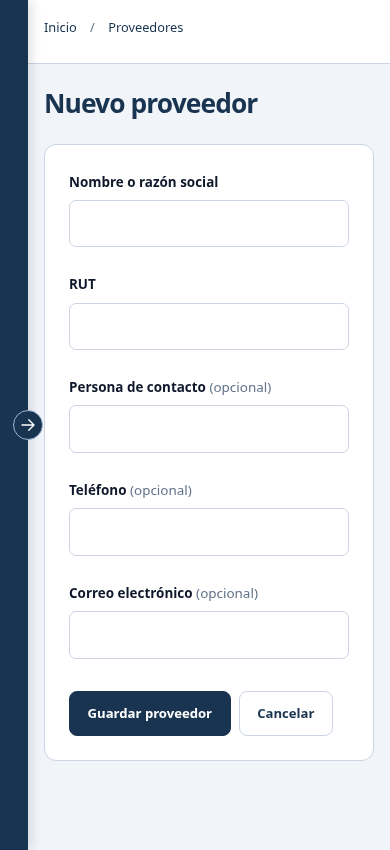 Inicio / Proveedores
Nuevo proveedor
Nombre o razón social
RUT
Persona de contacto (opcional)
Teléfono (opcional)
Correo electrónico (opcional)
Guardar proveedor Cancelar